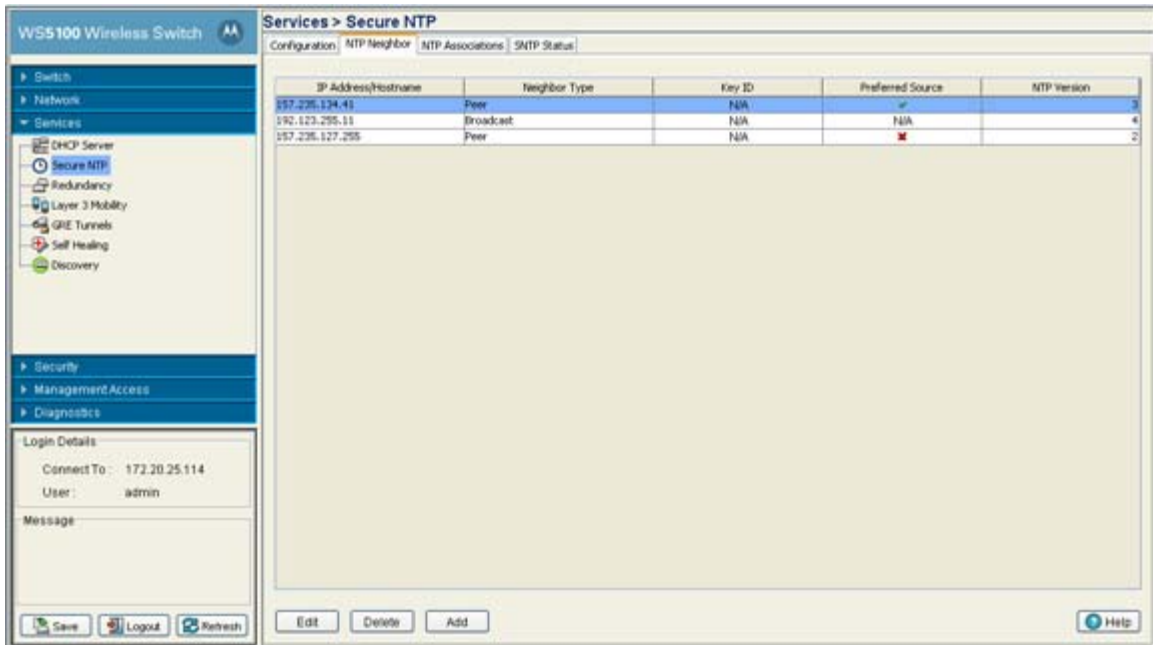 WS5100 Wireless Switch
Switch
Network
Services
DHCP Server
Secure NTP
Redundancy
Layer 3 Mobility
GRE Tunnels
Self Healing
Discovery
Security
Management Access
Diagnostics
Login Details
Connect To : 172.20.25.114
User : admin
Message
Save Logout Refresh
Services > Secure NTP
Configuration NTP Neighbor NTP Associations SNTP Status
IP Address/Hostname Neighbor Type Key ID Preferred Source NTP Version
157.235.134.41 Peer N/A 3
192.123.255.11 Broadcast N/A N/A 4
157.235.127.255 Peer N/A 2
Edit Delete Add
Help